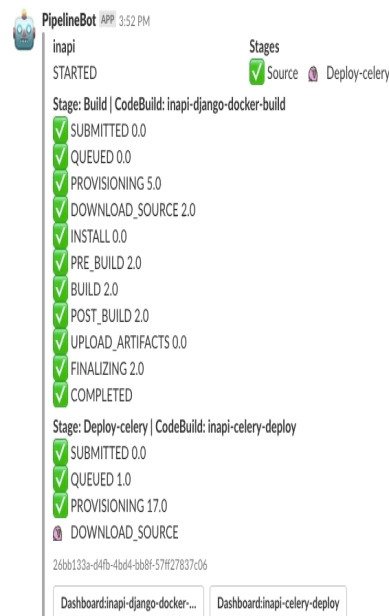 PipelineBot APP 3:52 PM
inapi Stages
STARTED Source Deploy-celery
Stage: Build | CodeBuild: inapi-django-docker-build
SUBMITTED 0.0
QUEUED 0.0
PROVISIONING 5.0
DOWNLOAD_SOURCE 2.0
INSTALL 0.0
PRE_BUILD 2.0
BUILD 2.0
POST_BUILD 2.0
UPLOAD_ARTIFACTS 0.0
FINALIZING 2.0
COMPLETED
Stage: Deploy-celery | CodeBuild: inapi-celery-deploy
SUBMITTED 0.0
QUEUED 1.0
PROVISIONING 17.0
DOWNLOAD_SOURCE
26bb133a-d4fb-4bd4-bb8f-57ff27837c06
Dashboard:inapi-django-docker-... Dashboard:inapi-celery-deploy